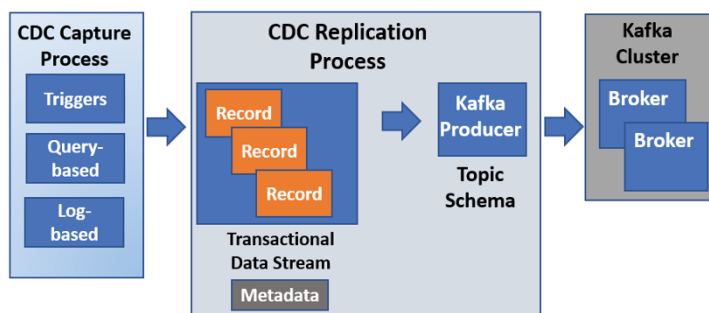 CDC Capture
Process
Triggers
Query-
based
Log-
based
CDC Replication
Process
Record
Record
Record
Transactional
Data Stream
Metadata
Kafka
Producer
Topic
Schema
Kafka
Cluster
Broker
Broker